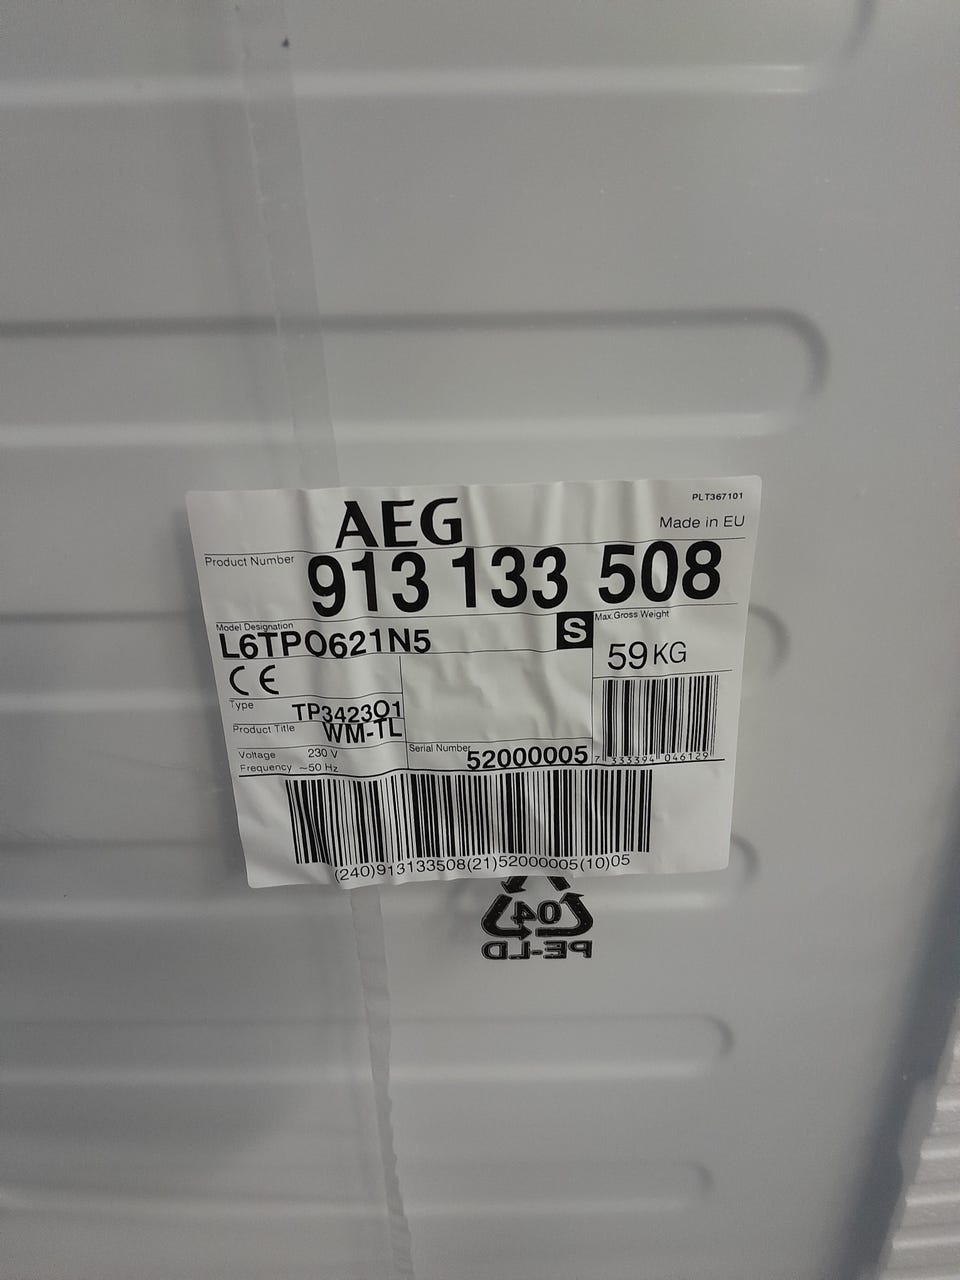 PLT367101
AEG
Made in EU
Product Number
913 133 508
Model Designation
L6TPO621N5
S
Max.Gross Weight
59 KG
CE
Type
TP3423O1
Product Title
WM-TL
Voltage 230 V
Frequency ~50 Hz
Serial Number
52000005
7 333394 046129
(240)913133508(21)52000005(10)05
04
PE-LD